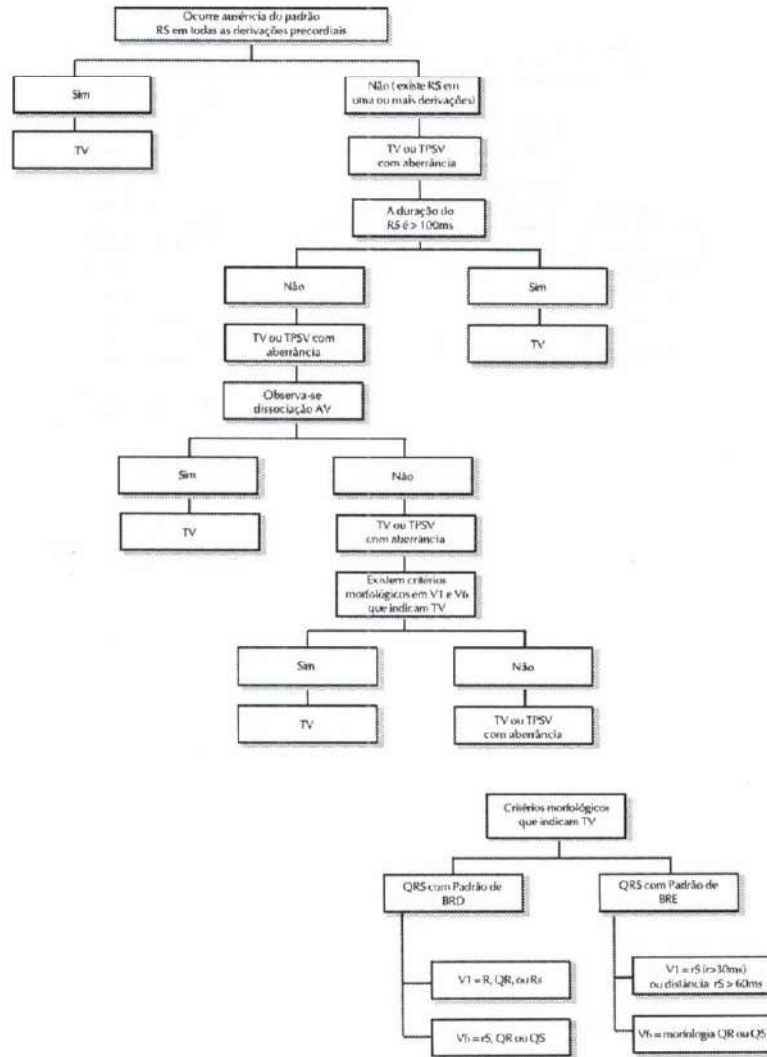 Ocorre ausência do padrão
RS em todas as derivações precordiais
Sim
Não ( existe RS em
uma ou mais derivações)
TV
TV ou TPSV
com aberrância
A duração do
RS é > 100ms
Não
Sim
TV ou TPSV com
aberrância
TV
Observa-se
dissociação AV
Sim
Não
TV
TV ou TPSV
com aberrância
Existem critérios
morfológicos em V1 e V6
que indicam TV
Sim
Não
TV
TV ou TPSV
com aberrância
Critérios morfológicos
que indicam TV
QRS com Padrão de
BRD
QRS com Padrão de
BRE
V1 = R, QR, ou Rs
V1 = rS (r>30ms)
ou distância rS > 60ms
V6 = rS, QR ou QS
V6 = morfologia QR ou QS